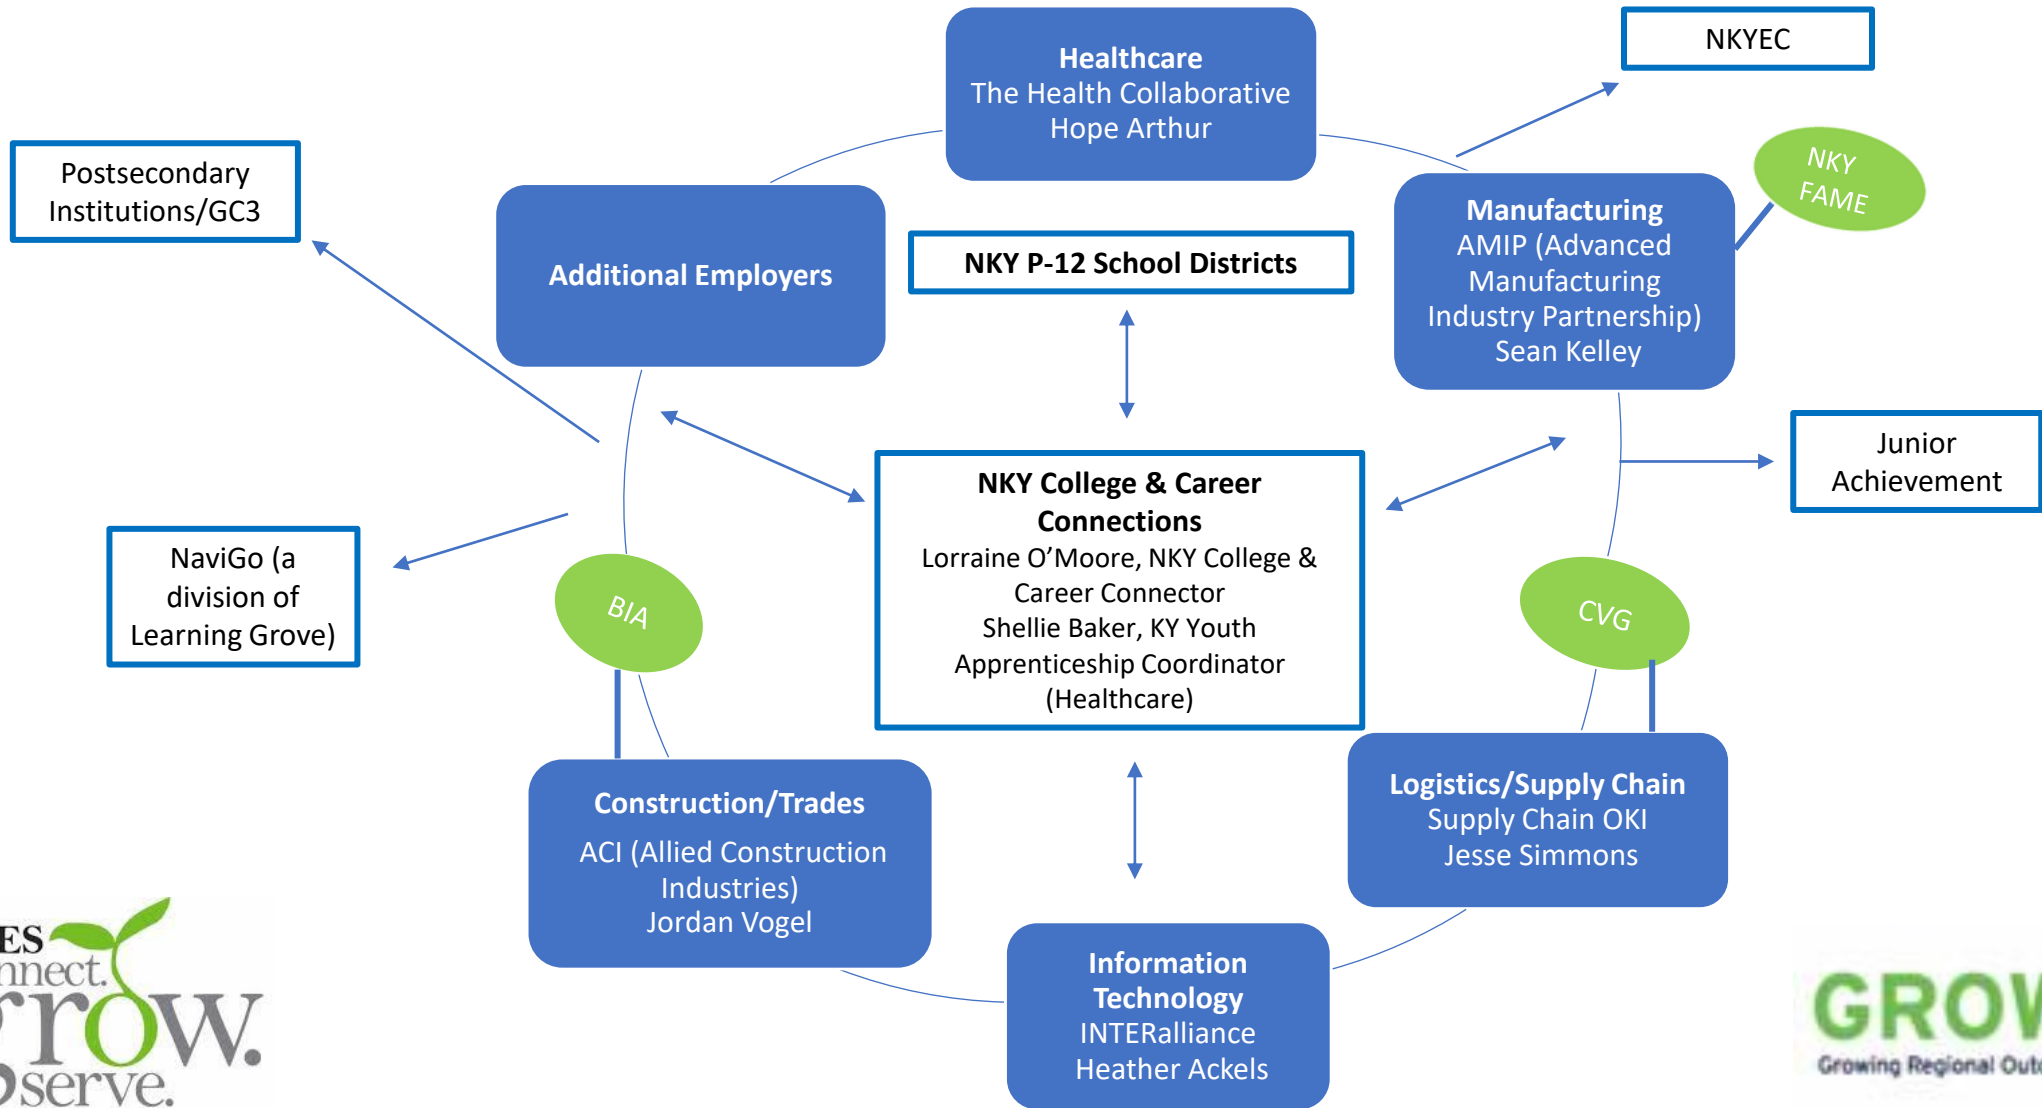 Healthcare
The Health Collaborative
Hope Arthur
NKYEC
Postsecondary
Institutions/GC3
NKY
FAME
Additional Employers
NKY P-12 School Districts
Manufacturing
AMIP (Advanced
Manufacturing
Industry Partnership)
Sean Kelley
Junior
Achievement
NKY College & Career
Connections
Lorraine O’Moore, NKY College &
Career Connector
Shellie Baker, KY Youth
Apprenticeship Coordinator
(Healthcare)
NaviGo (a
division of
Learning Grove)
BIA
CVG
Construction/Trades
ACI (Allied Construction
Industries)
Jordan Vogel
Logistics/Supply Chain
Supply Chain OKI
Jesse Simmons
Information
Technology
INTERalliance
Heather Ackels
grow.
serve.
Growing Regional